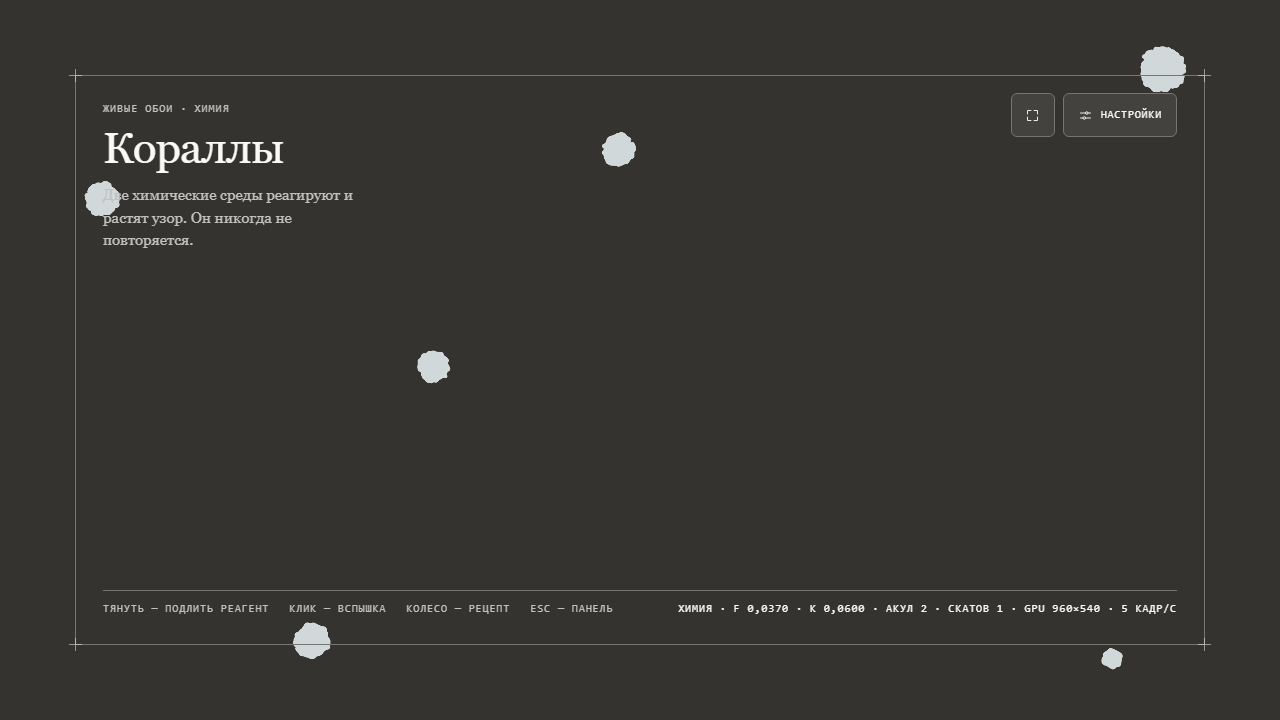 ЖИВЫЕ ОБОИ · ХИМИЯ
Кораллы
НАСТРОЙКИ
Две химические среды реагируют и
растят узор. Он никогда не
повторяется.
ТЯНУТЬ — ПОДЛИТЬ РЕАГЕНТ КЛИК — ВСПЫШКА КОЛЕСО — РЕЦЕПТ ESC — ПАНЕЛЬ
ХИМИЯ · F 0,0370 · K 0,0600 · АКУЛ 2 · СКАТОВ 1 · GPU 960×540 · 5 КАДР/С